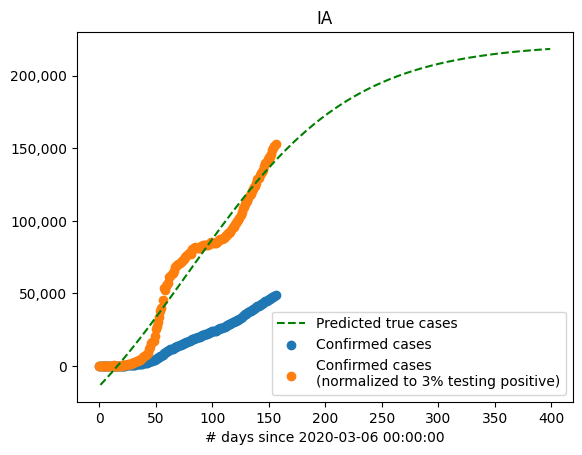 IA
200,000
150,000
100,000
50,000
0
Predicted true cases
Confirmed cases
Confirmed cases
(normalized to 3% testing positive)
0 50 100 150 200 250 300 350 400
# days since 2020-03-06 00:00:00